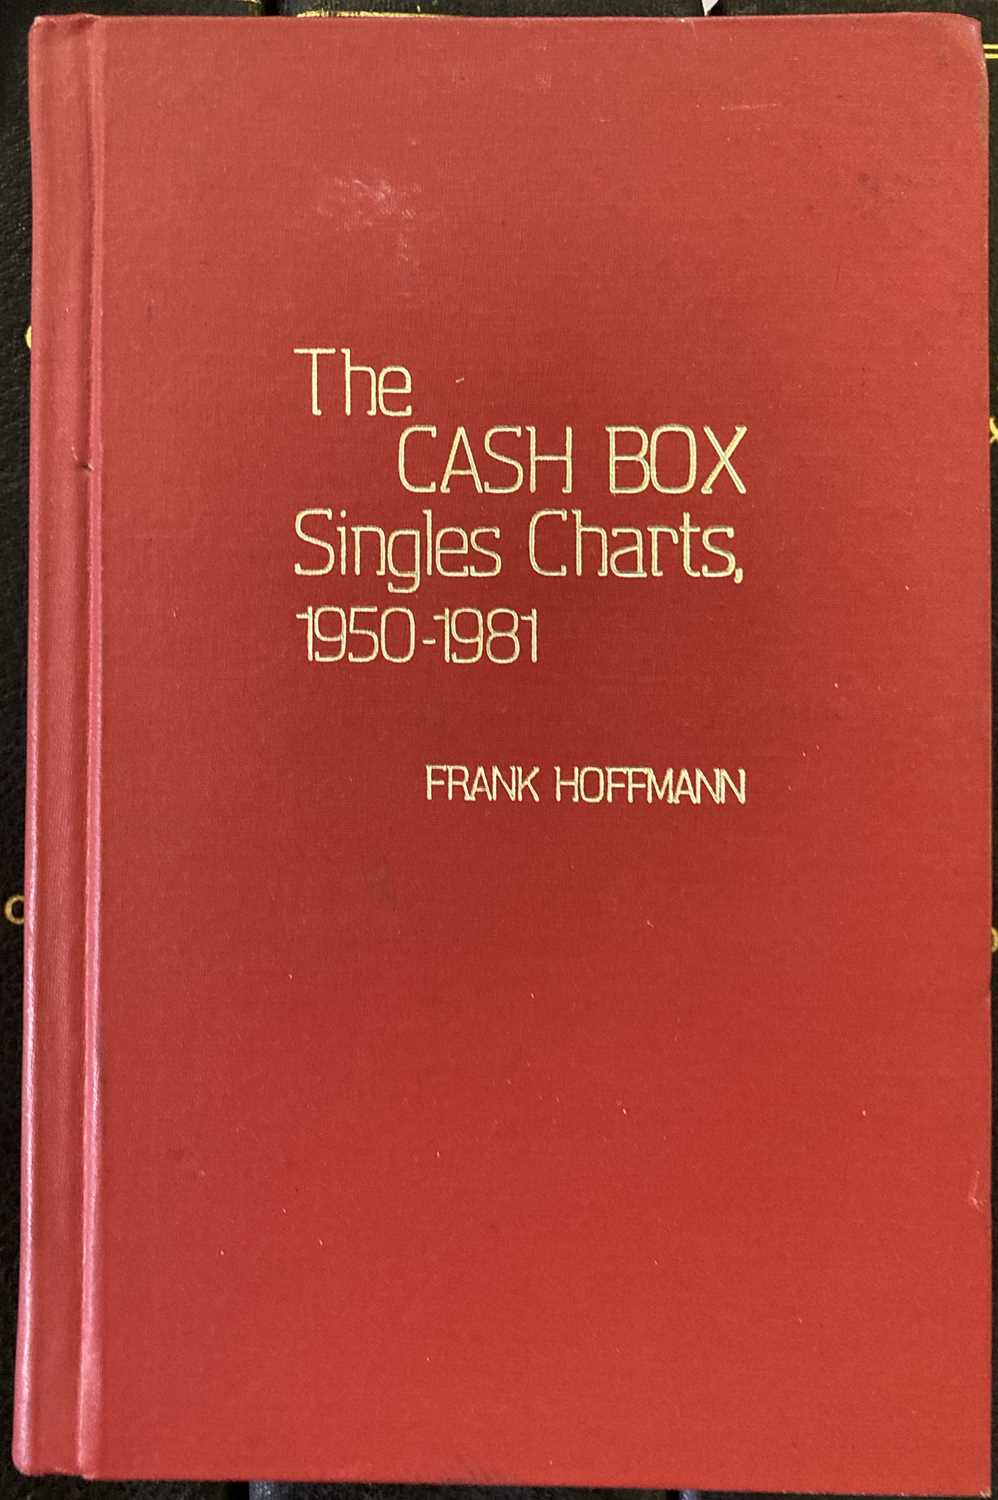 The
CASH BOX
Singles Charts,
1950-1981
FRANK HOFFMANN